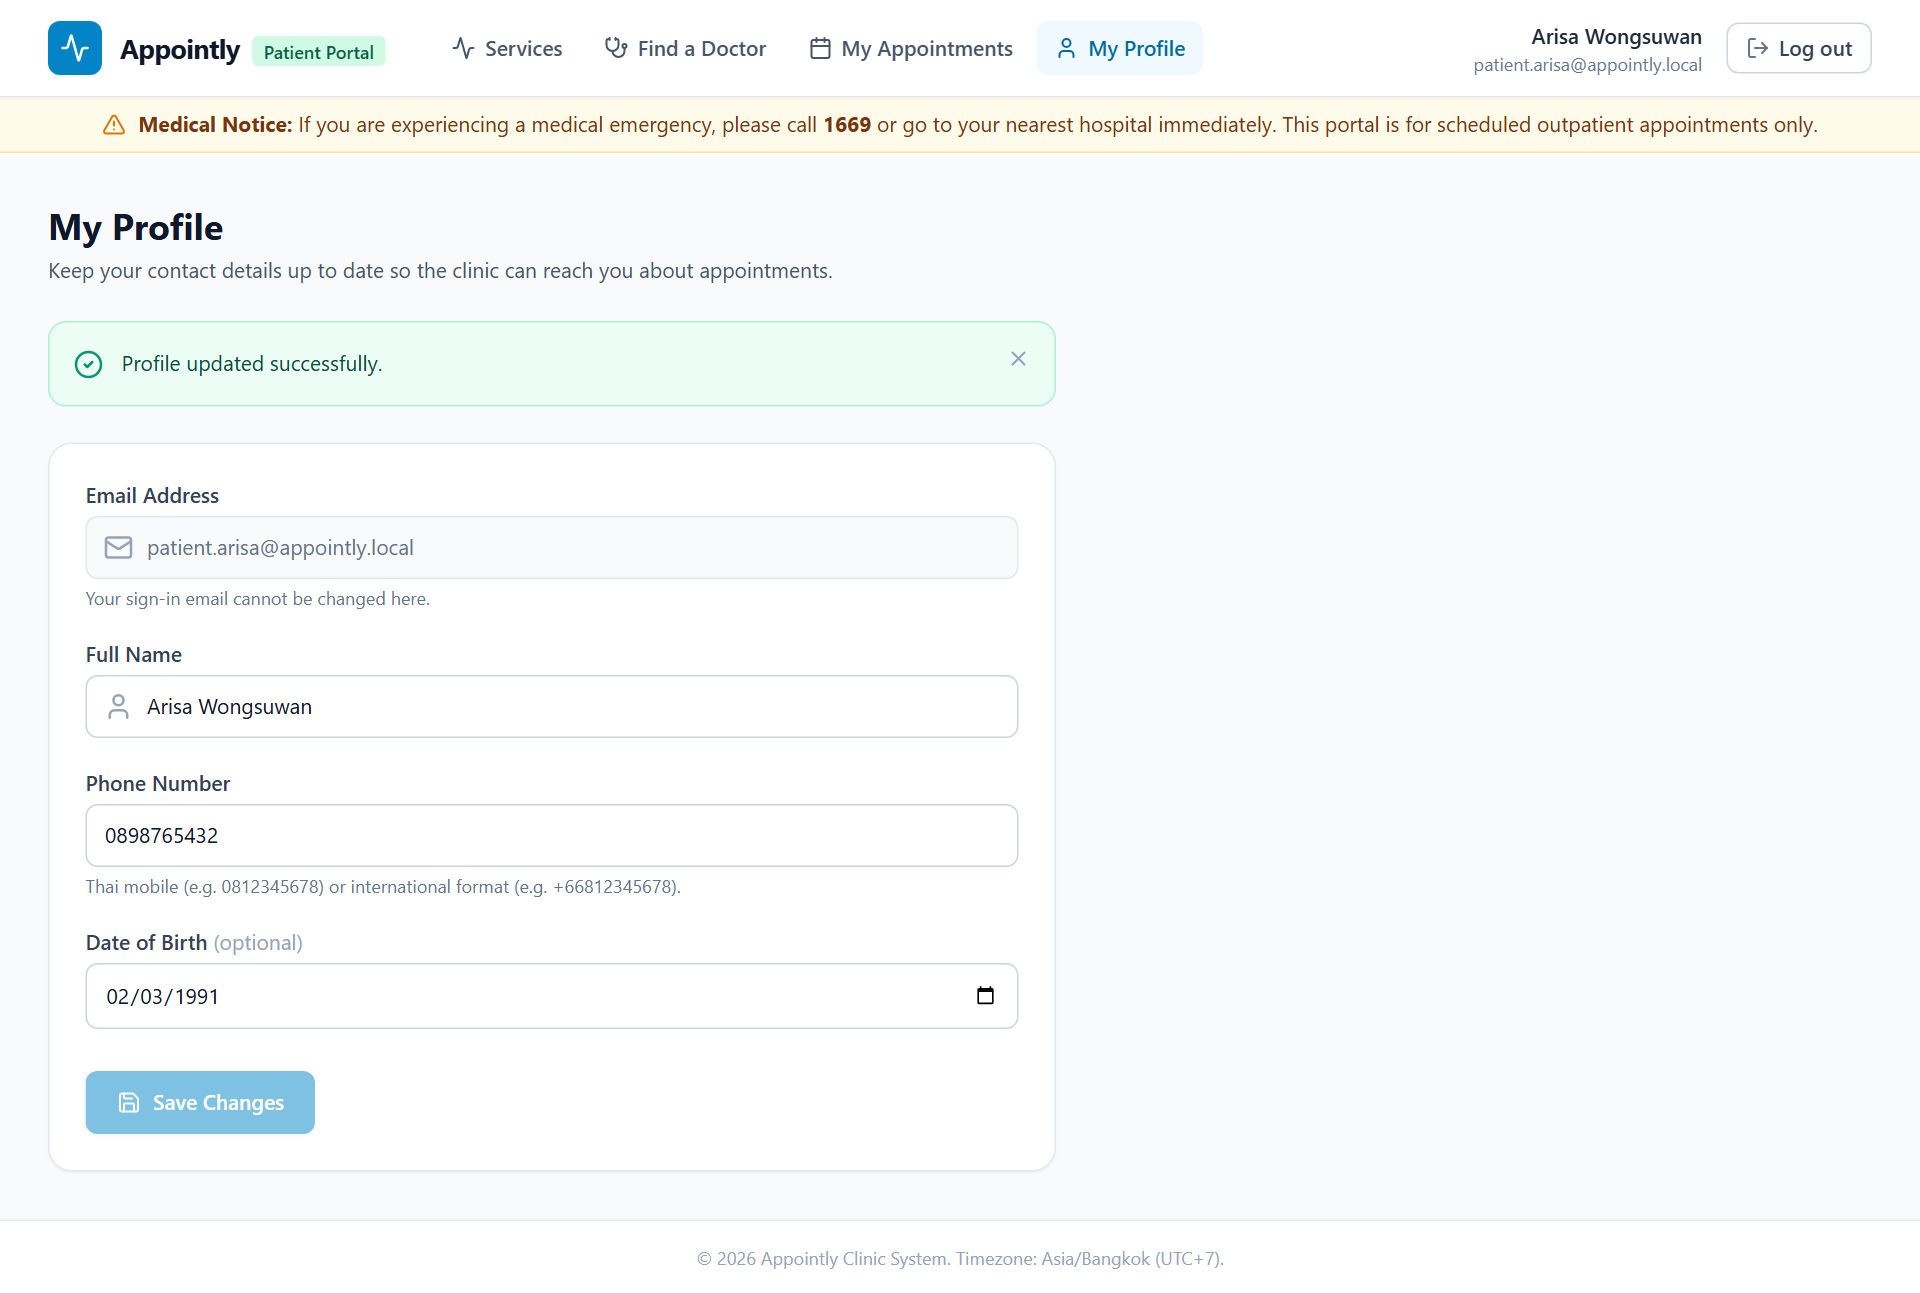 Appointly
Patient Portal
Services
Find a Doctor
My Appointments
My Profile
Arisa Wongsuwan
patient.arisa@appointly.local
Log out
Medical Notice: If you are experiencing a medical emergency, please call 1669 or go to your nearest hospital immediately. This portal is for scheduled outpatient appointments only.
My Profile
Keep your contact details up to date so the clinic can reach you about appointments.
Profile updated successfully.
Email Address
patient.arisa@appointly.local
Your sign-in email cannot be changed here.
Full Name
Arisa Wongsuwan
Phone Number
0898765432
Thai mobile (e.g. 0812345678) or international format (e.g. +66812345678).
Date of Birth (optional)
02/03/1991
Save Changes
© 2026 Appointly Clinic System. Timezone: Asia/Bangkok (UTC+7).